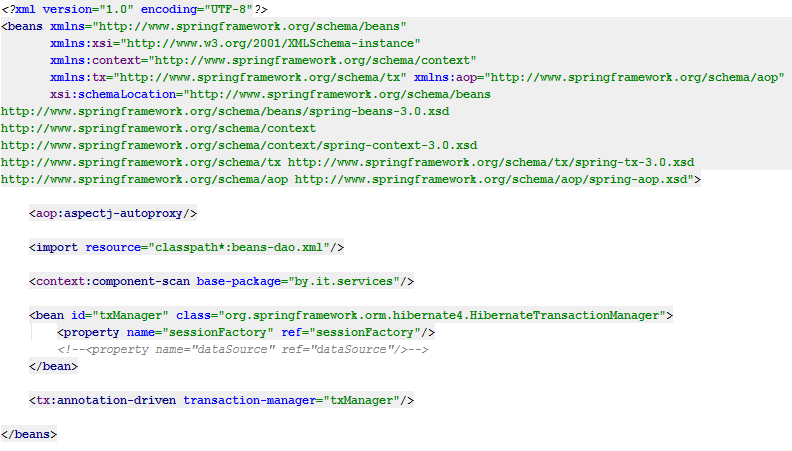 <?xml version="1.0" encoding="UTF-8"?>
<beans xmlns="http://www.springframework.org/schema/beans"
       xmlns:xsi="http://www.w3.org/2001/XMLSchema-instance"
       xmlns:context="http://www.springframework.org/schema/context"
       xmlns:tx="http://www.springframework.org/schema/tx" xmlns:aop="http://www.springframework.org/schema/aop"
       xsi:schemaLocation="http://www.springframework.org/schema/beans
http://www.springframework.org/schema/beans/spring-beans-3.0.xsd
http://www.springframework.org/schema/context
http://www.springframework.org/schema/context/spring-context-3.0.xsd
http://www.springframework.org/schema/tx http://www.springframework.org/schema/tx/spring-tx-3.0.xsd
http://www.springframework.org/schema/aop http://www.springframework.org/schema/aop/spring-aop.xsd">
    <aop:aspectj-autoproxy/>
    <import resource="classpath*:beans-dao.xml"/>
    <context:component-scan base-package="by.it.services"/>
    <bean id="txManager" class="org.springframework.orm.hibernate4.HibernateTransactionManager">
        <property name="sessionFactory" ref="sessionFactory"/>
        <!--<property name="dataSource" ref="dataSource"/>-->
    </bean>
    <tx:annotation-driven transaction-manager="txManager"/>
</beans>